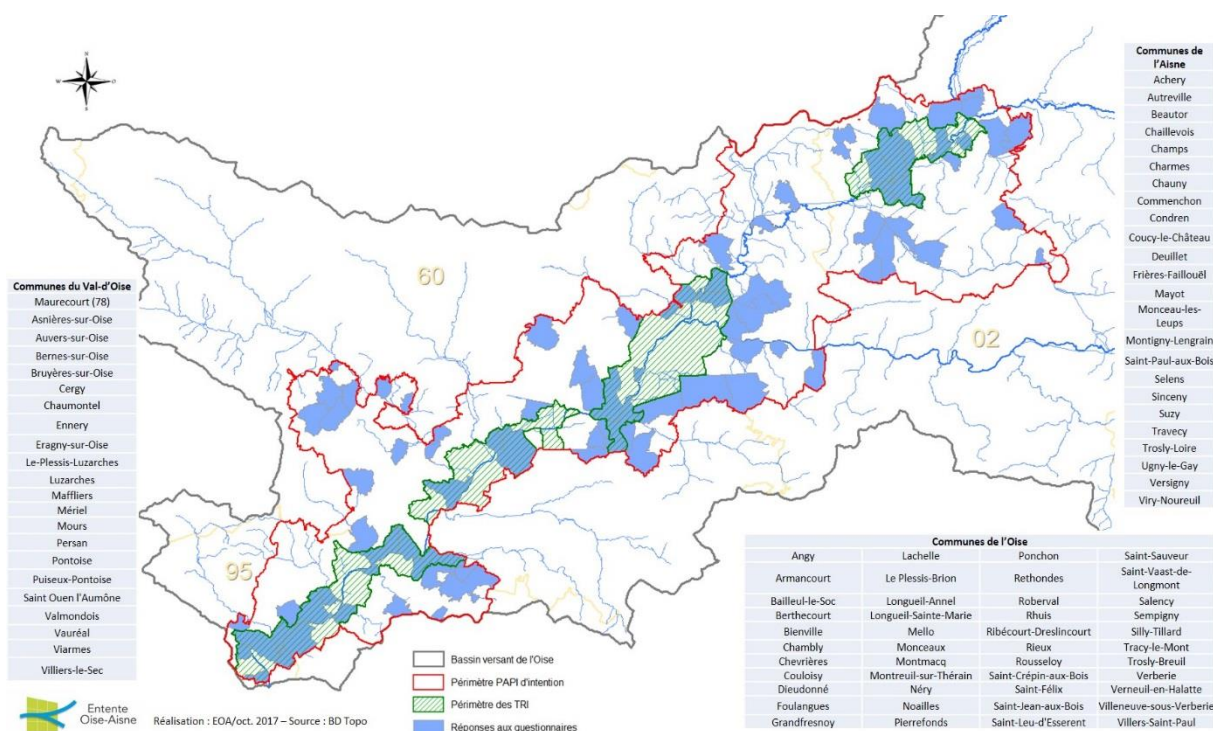 N
O
S
Communes de
l'Aisne
Achery
Autreville
Beautor
Chaillevois
Champs
Charmes
Chauny
Commenchon
Condren
Coucy-le-Château
Deuillet
Frières-Faillouël
Mayot
Monceau-les-
Leups
Montigny-Lengrain
Saint-Paul-aux-Bois
Selens
Sinceny
Suzy
Travecy
Trosly-Loire
Ugny-le-Gay
Versigny
Viry-Noureuil
60
02
95
Communes du Val-d'Oise
Maurecourt (78)
Asnières-sur-Oise
Auvers-sur-Oise
Bernes-sur-Oise
Bruyères-sur-Oise
Cergy
Chaumontel
Ennery
Eragny-sur-Oise
Le-Plessis-Luzarches
Luzarches
Maffliers
Mériel
Mours
Persan
Pontoise
Puiseux-Pontoise
Saint Ouen l'Aumône
Valmondois
Vauréal
Viarmes
Villiers-le-Sec
Communes de l'Oise
Angy Lachelle Ponchon Saint-Sauveur
Armancourt Le Plessis-Brion Rethondes Saint-Vaast-de-
Longmont
Bailleul-le-Soc Longueil-Annel Roberval Salency
Berthecourt Longueil-Sainte-Marie Rhuis Sempigny
Bienville Mello Ribécourt-Dreslincourt Silly-Tillard
Chambly Monceaux Rieux Tracy-le-Mont
Chevrières Montmacq Rousseloy Trosly-Breuil
Couloisy Montreuil-sur-Thérain Saint-Crépin-aux-Bois Verberie
Dieudonné Néry Saint-Félix Verneuil-en-Halatte
Foulangues Noailles Saint-Jean-aux-Bois Villeneuve-sous-Verberie
Grandfresnoy Pierrefonds Saint-Leu-d'Esserent Villers-Saint-Paul
Bassin versant de l'Oise
Périmètre PAPI d'intention
Périmètre des TRI
Réponses aux questionnaires
Entente
Oise-Aisne
Réalisation : EOA/oct. 2017 – Source : BD Topo